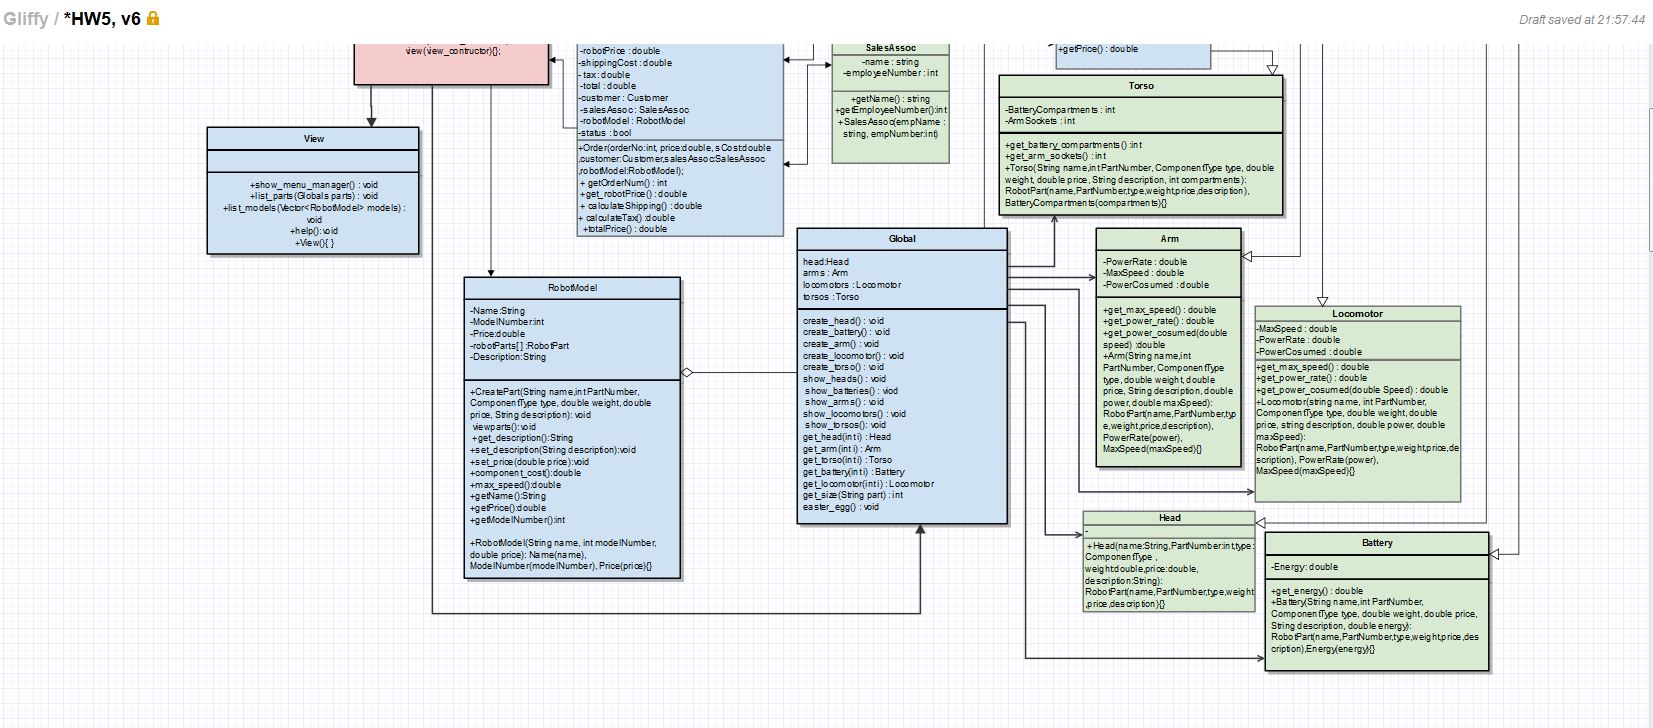 Gliffy / *HW5, v6
Draft saved at 21:57:44
view(view_contructor){};
-robotPrice : double
-shippingCost : double
-tax : double
-total : double
-customer : Customer
-salesAssoc : SalesAssoc
-robotModel : RobotModel
-status : bool
+Order(orderNo:int, price:double, sCost:double
,customer:Customer,salesAssoc:SalesAssoc
,robotModel:RobotModel);
+ getOrderNum() : int
+get_robotPrice() : double
+ calculateShipping() : double
+ calculateTax() :double
+totalPrice() : double
SalesAssoc
-name : string
-employeeNumber : int
+getName() : string
+getEmployeeNumber():int
+SalesAssoc(empName :
string, empNumber:int)
+getPrice() : double
Torso
-BatteryCompartments : int
-ArmSockets : int
+get_battery_compartments() :int
+get_arm_sockets() : int
+Torso(String name,int PartNumber, ComponentType type, double
weight, double price, String description, int compartments):
RobotPart(name,PartNumber,type,weight,price,description),
BatteryCompartments(compartments){}
View
+show_menu_manager() : void
+list_parts(Globals parts) : void
+list_models(Vector<RobotModel> models) :
void
+help():void
+View(){ }
RobotModel
-Name:String
-ModelNumber:int
-Price:double
-robotParts[ ] :RobotPart
-Description:String
+CreatePart(String name,int PartNumber,
ComponentType type, double weight, double
price, String description): void
viewparts():void
+get_description():String
+set_description(String description):void
+set_price(double price):void
+component_cost():double
+max_speed():double
+getName():String
+getPrice():double
+getModelNumber():int
+RobotModel(String name, int modelNumber,
double price): Name(name),
ModelNumber(modelNumber), Price(price){}
Global
head:Head
arms : Arm
locomotors : Locomotor
torsos : Torso
create_head() : void
create_battery() : void
create_arm() : void
create_locomotor() : void
create_torso() : void
show_heads() : void
show_batteries() : viod
show_arms() : void
show_locomotors() : void
show_torsos() : void
get_head(int i) : Head
get_arm(int i) : Arm
get_torso(int i) : Torso
get_battery(int i) : Battery
get_locomotor(int i) : Locomotor
get_size(String part) : int
easter_egg() : void
Arm
-PowerRate : double
-MaxSpeed : double
-PowerCosumed : double
+get_max_speed() : double
+get_power_rate() : double
+get_power_cosumed(double
speed) :double
+Arm(String name,int
PartNumber, ComponentType
type, double weight, double
price, String description, double
power, double maxSpeed):
RobotPart(name,PartNumber,typ
e,weight,price,description),
PowerRate(power),
MaxSpeed(maxSpeed){}
Locomotor
-MaxSpeed : double
-PowerRate : double
-PowerCosumed : double
+get_max_speed() : double
+get_power_rate() : double
+get_power_cosumed(double Speed) : double
+Locomotor(string name, int PartNumber,
ComponentType type, double weight, double
price, string description, double power, double
maxSpeed):
RobotPart(name,PartNumber,type,weight,price,de
scription), PowerRate(power),
MaxSpeed(maxSpeed){}
Head
-
+Head(name:String,PartNumber:int,type:
ComponentType ,
weight:double,price:double,
description:String):
RobotPart(name,PartNumber,type,weight
,price,description){}
Battery
-Energy: double
+get_energy() : double
+Battery(String name,int PartNumber,
ComponentType type, double weight, double price,
String description, double energy):
RobotPart(name,PartNumber,type,weight,price,des
cription),Energy(energy){}